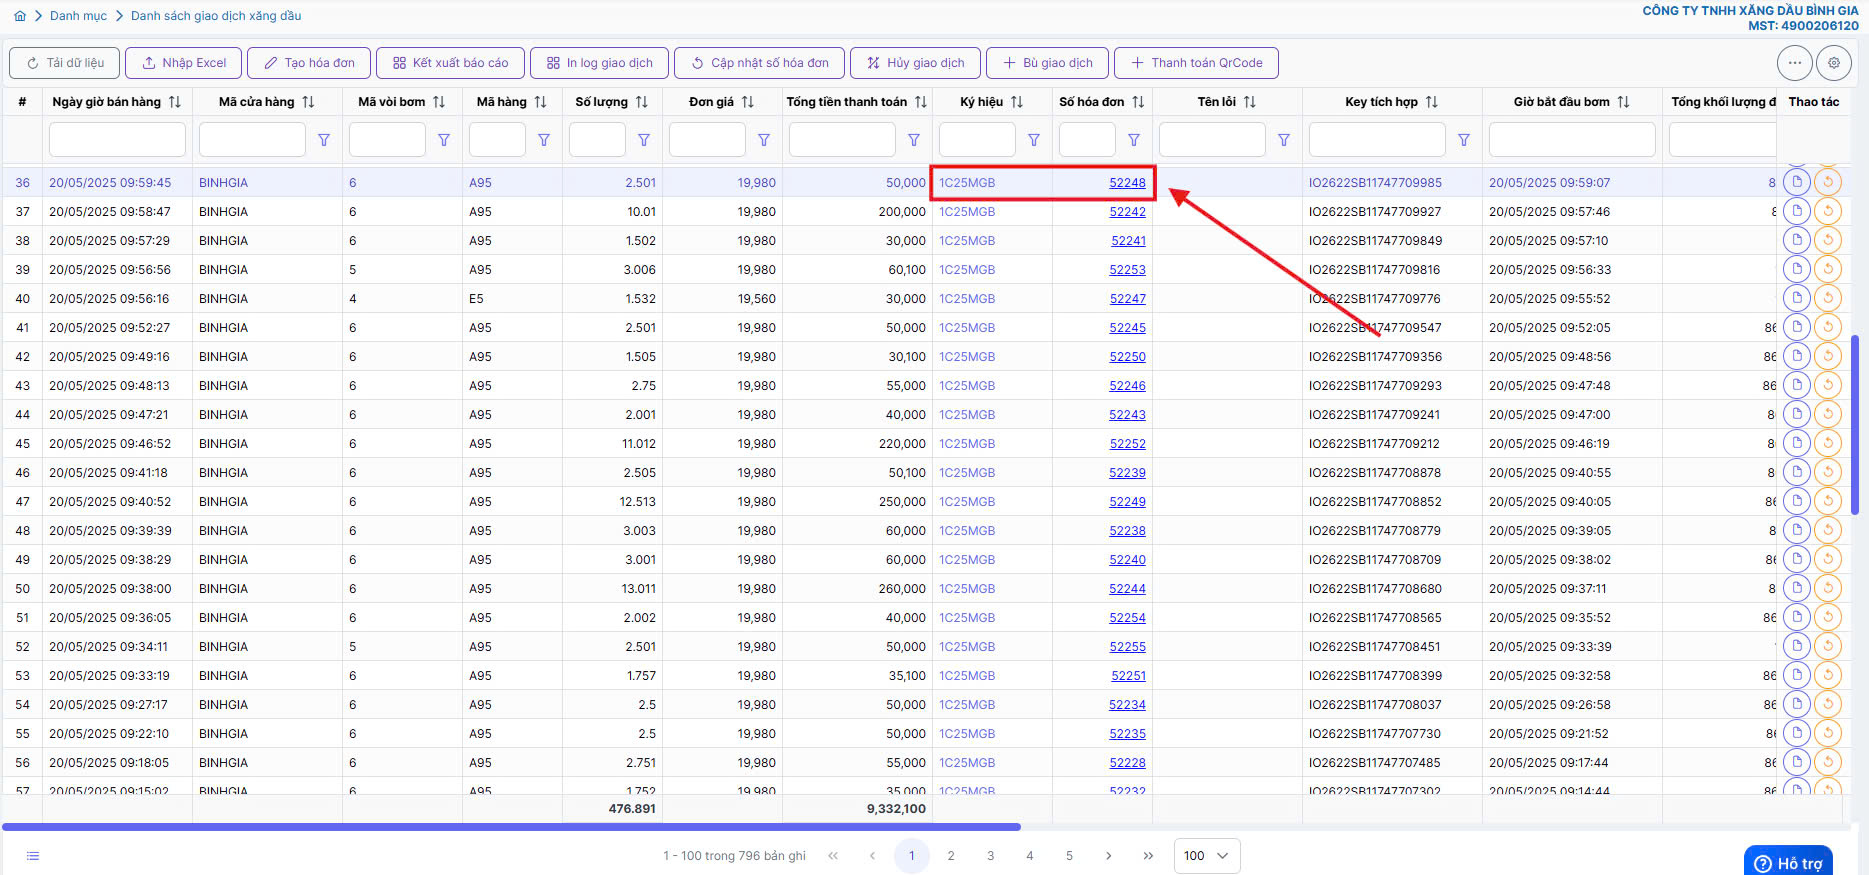 Danh mục > Danh sách giao dịch xăng dầu
CÔNG TY TNHH XĂNG DẦU BÌNH GIA
MST: 4900206120
Tải dữ liệu Nhập Excel Tạo hóa đơn Kết xuất báo cáo In log giao dịch Cập nhật số hóa đơn Hủy giao dịch Bù giao dịch Thanh toán QrCode
# Ngày giờ bán hàng Mã cửa hàng Mã vòi bơm Mã hàng Số lượng Đơn giá Tổng tiền thanh toán Ký hiệu Số hóa đơn Tên lỗi Key tích hợp Giờ bắt đầu bơm Tổng khối lượng đ Thao tác
36 20/05/2025 09:59:45 BINHGIA 6 A95 2.501 19,980 50,000 1C25MGB 52248 IO2622SB11747709985 20/05/2025 09:59:07 8
37 20/05/2025 09:58:47 BINHGIA 6 A95 10.01 19,980 200,000 1C25MGB 52242 IO2622SB11747709927 20/05/2025 09:57:46
38 20/05/2025 09:57:29 BINHGIA 6 A95 1.502 19,980 30,000 1C25MGB 52241 IO2622SB11747709849 20/05/2025 09:57:10
39 20/05/2025 09:56:56 BINHGIA 5 A95 3.006 19,980 60,100 1C25MGB 52253 IO2622SB11747709816 20/05/2025 09:56:33
40 20/05/2025 09:56:16 BINHGIA 4 E5 1.532 19,560 30,000 1C25MGB 52247 IO2622SB11747709776 20/05/2025 09:55:52
41 20/05/2025 09:52:27 BINHGIA 6 A95 2.501 19,980 50,000 1C25MGB 52245 IO2622SB11747709547 20/05/2025 09:52:05 86
42 20/05/2025 09:49:16 BINHGIA 6 A95 1.505 19,980 30,100 1C25MGB 52250 IO2622SB11747709356 20/05/2025 09:48:56 86
43 20/05/2025 09:48:13 BINHGIA 6 A95 2.75 19,980 55,000 1C25MGB 52246 IO2622SB11747709293 20/05/2025 09:47:48 86
44 20/05/2025 09:47:21 BINHGIA 6 A95 2.001 19,980 40,000 1C25MGB 52243 IO2622SB11747709241 20/05/2025 09:47:00 8
45 20/05/2025 09:46:52 BINHGIA 6 A95 11.012 19,980 220,000 1C25MGB 52252 IO2622SB11747709212 20/05/2025 09:46:19 8
46 20/05/2025 09:41:18 BINHGIA 6 A95 2.505 19,980 50,100 1C25MGB 52239 IO2622SB11747708878 20/05/2025 09:40:55 8
47 20/05/2025 09:40:52 BINHGIA 6 A95 12.513 19,980 250,000 1C25MGB 52249 IO2622SB11747708852 20/05/2025 09:40:05 86
48 20/05/2025 09:39:39 BINHGIA 6 A95 3.003 19,980 60,000 1C25MGB 52238 IO2622SB11747708779 20/05/2025 09:39:05 8
49 20/05/2025 09:38:29 BINHGIA 6 A95 3.001 19,980 60,000 1C25MGB 52240 IO2622SB11747708709 20/05/2025 09:38:02 86
50 20/05/2025 09:38:00 BINHGIA 6 A95 13.011 19,980 260,000 1C25MGB 52244 IO2622SB11747708680 20/05/2025 09:37:11 8
51 20/05/2025 09:36:05 BINHGIA 6 A95 2.002 19,980 40,000 1C25MGB 52254 IO2622SB11747708565 20/05/2025 09:35:52 86
52 20/05/2025 09:34:11 BINHGIA 5 A95 2.501 19,980 50,000 1C25MGB 52255 IO2622SB11747708451 20/05/2025 09:33:39
53 20/05/2025 09:33:19 BINHGIA 6 A95 1.757 19,980 35,100 1C25MGB 52251 IO2622SB11747708399 20/05/2025 09:32:58 86
54 20/05/2025 09:27:17 BINHGIA 6 A95 2.5 19,980 50,000 1C25MGB 52234 IO2622SB11747708037 20/05/2025 09:26:58 86
55 20/05/2025 09:22:10 BINHGIA 6 A95 2.5 19,980 50,000 1C25MGB 52235 IO2622SB11747707730 20/05/2025 09:21:52 86
56 20/05/2025 09:18:05 BINHGIA 6 A95 2.751 19,980 55,000 1C25MGB 52228 IO2622SB11747707485 20/05/2025 09:17:44 86
57 20/05/2025 09:15:02 BINHGIA 6 A95 1.752 19,980 35,000 1C25MGB 52232 IO2622SB11747707302 20/05/2025 09:14:44 86
476.891 9,332,100
1 - 100 trong 796 bản ghi << < 1 2 3 4 5 > >> 100
Hỗ trợ